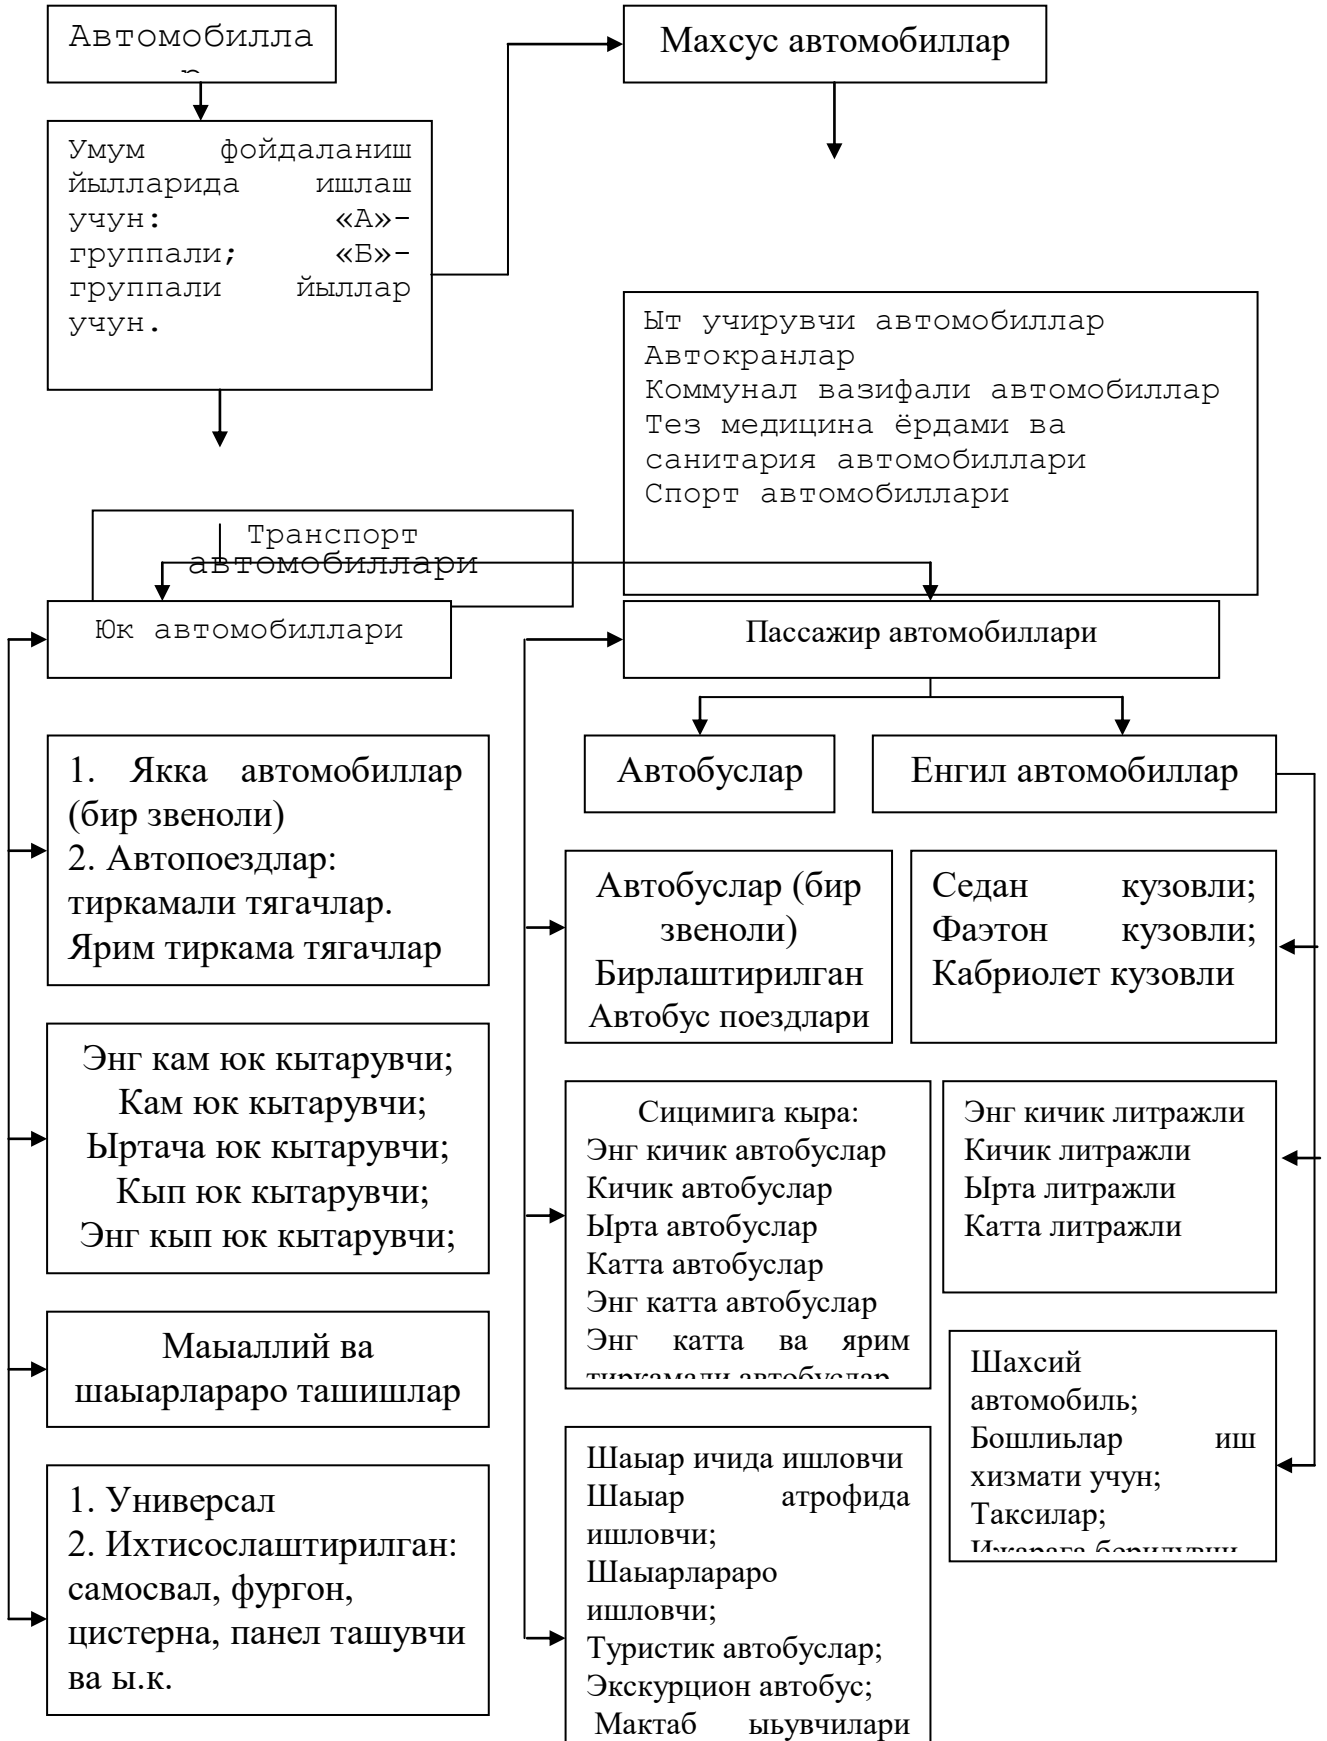 Автомобилла
Махсус автомобиллар
Умум фойдаланиш
йылларида ишлаш
учун: «А»-
группали; «Б»-
группали йыллар
учун.
Ыт учирувчи автомобиллар
Автокранлар
Коммунал вазифали автомобиллар
Тез медицина ёрдами ва
санитария автомобиллари
Спорт автомобиллари
Транспорт
автомобиллари
Юк автомобиллари
Пассажир автомобиллари
Автобуслар
Енгил автомобиллар
1. Якка автомобиллар
(бир звеноли)
2. Автопоездлар:
тиркамали тягачлар.
Ярим тиркама тягачлар
Автобуслар (бир
звеноли)
Бирлаштирилган
Автобус поездлари
Седан кузовли;
Фаэтон кузовли;
Кабриолет кузовли
Энг кам юк кытарувчи;
Кам юк кытарувчи;
Ыртача юк кытарувчи;
Кып юк кытарувчи;
Энг кып юк кытарувчи;
Сицимига кыра:
Энг кичик автобуслар
Кичик автобуслар
Ырта автобуслар
Катта автобуслар
Энг катта автобуслар
Энг катта ва ярим
тиркамали автобуслар
Энг кичик литражли
Кичик литражли
Ырта литражли
Катта литражли
Маыаллий ва
шаыарлараро ташишлар
Шахсий
автомобиль;
Бошлиьлар иш
хизмати учун;
Таксилар;
Ижарага берилувчи
1. Универсал
2. Ихтисослаштирилган:
самосвал, фургон,
цистерна, панел ташувчи
ва ы.к.
Шаыар ичида ишловчи
Шаыар атрофида
ишловчи;
Шаыарлараро
ишловчи;
Туристик автобуслар;
Экскурцион автобус;
Мактаб ыьувчилари